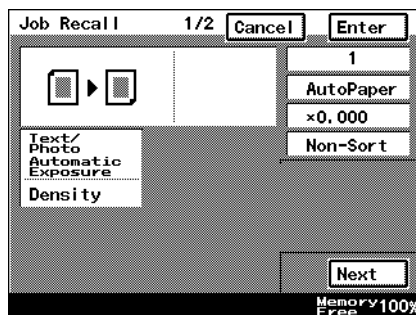 Job Recall 1/2 Cancel Enter
1
AutoPaper
×0.000
Non-Sort
Text/
Photo
Automatic
Exposure
Density
Next
Memory
Free 100%